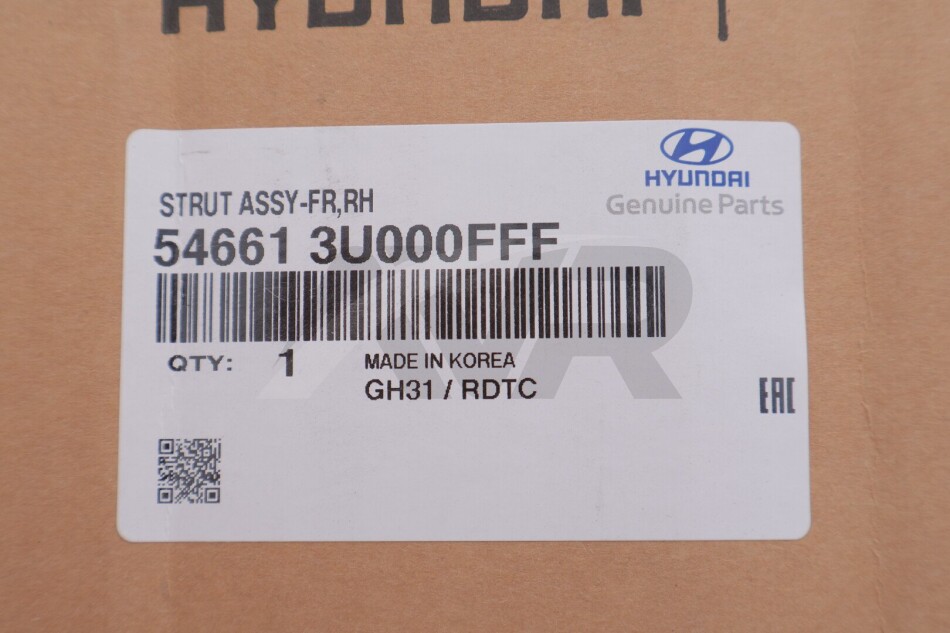 HYUNDAI
HYUNDAI
Genuine Parts
STRUT ASSY-FR,RH
54661 3U000FFF
QTY: 1 MADE IN KOREA
GH31 / RDTC
EAC